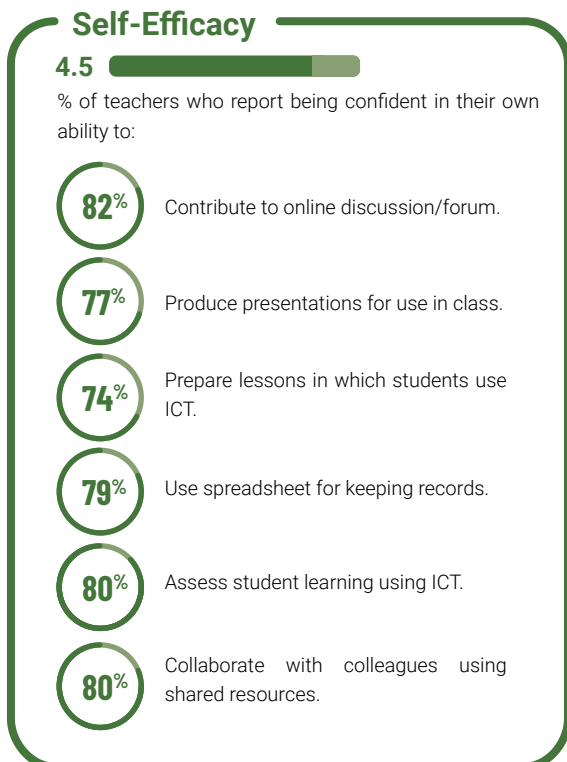 Self-Efficacy
4.5
% of teachers who report being confident in their own
ability to:
82%
Contribute to online discussion/forum.
77%
Produce presentations for use in class.
74%
Prepare lessons in which students use
ICT.
79%
Use spreadsheet for keeping records.
80%
Assess student learning using ICT.
80%
Collaborate with colleagues using
shared resources.